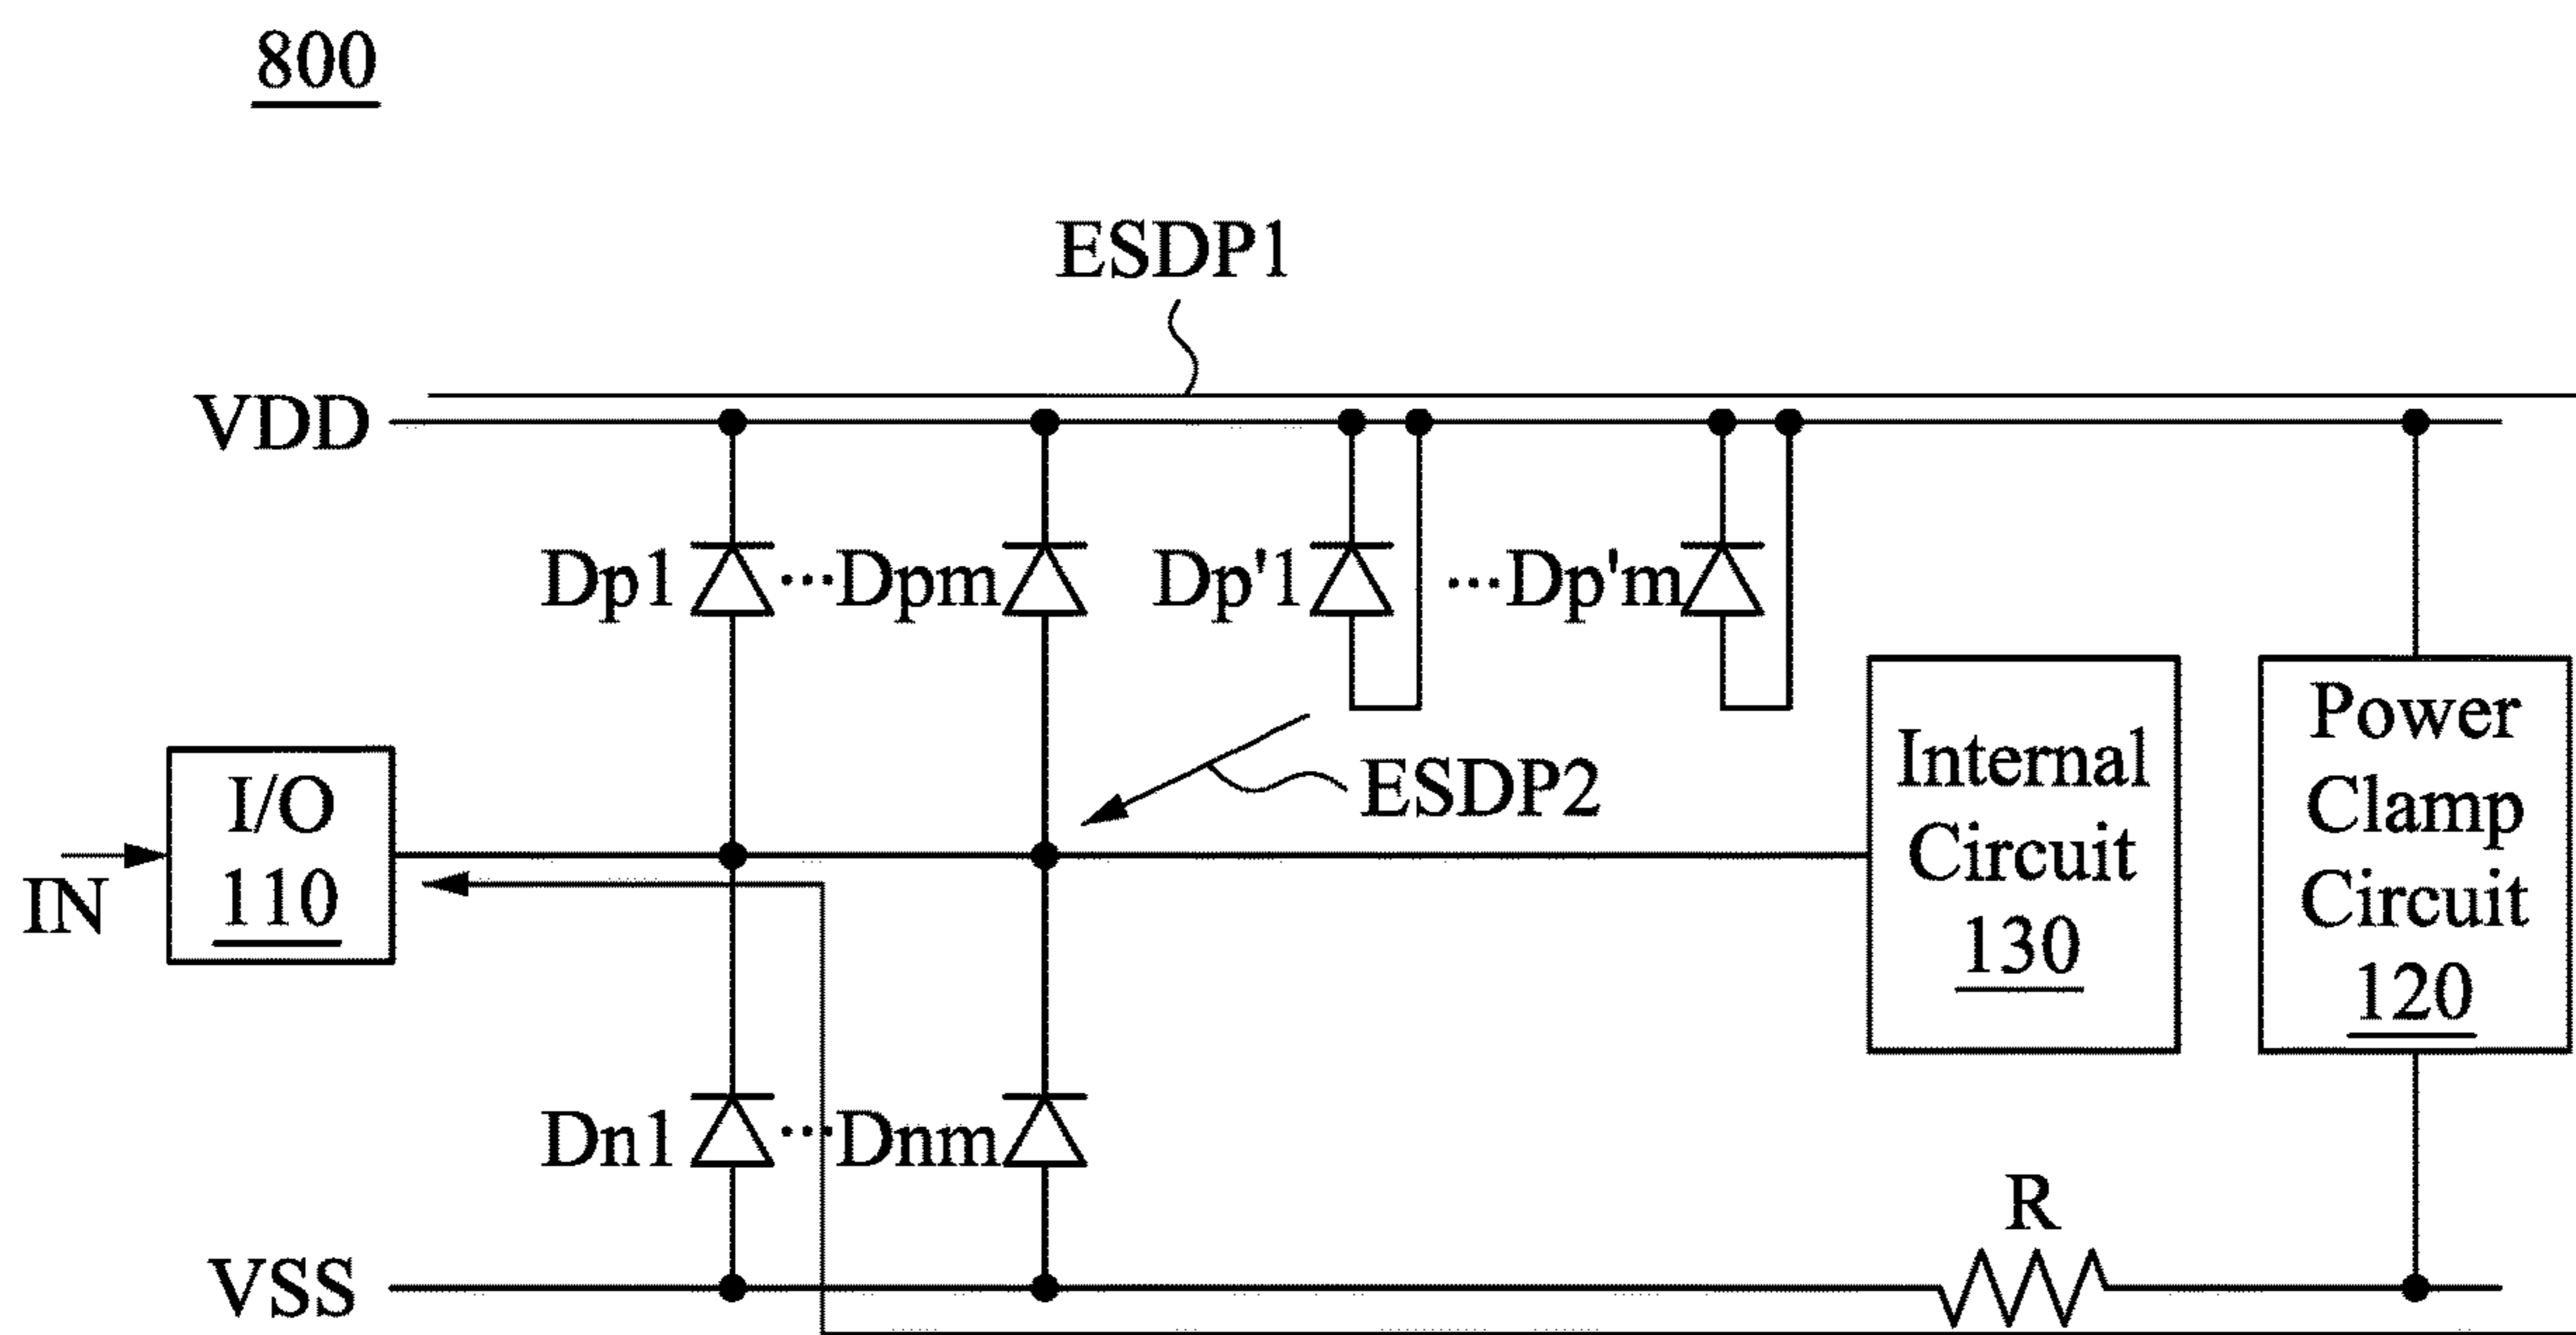 800
ESDP1
VDD
Dp1 ...Dpm Dp'1 ...Dp'm
I/O
110
IN
ESDP2
Internal
Circuit
130
Power
Clamp
Circuit
120
Dn1 ...Dnm
R
VSS